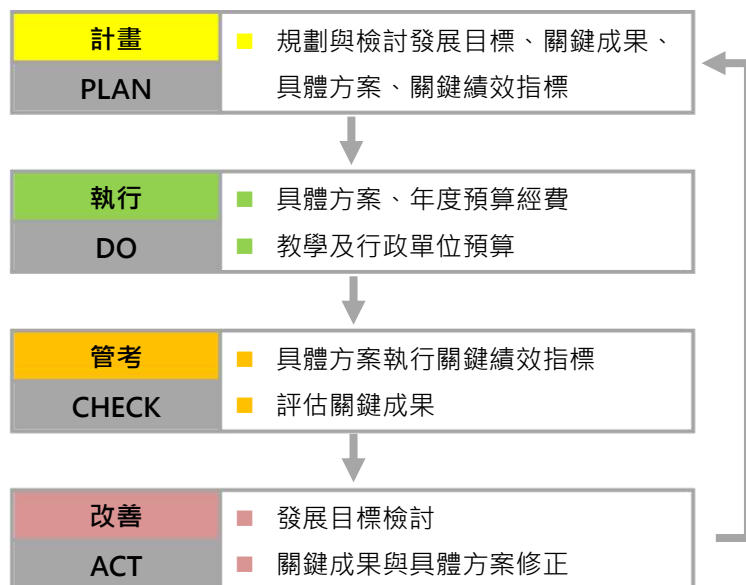 計畫
PLAN
■ 規劃與檢討發展目標、關鍵成果、
具體方案、關鍵績效指標
執行
DO
■ 具體方案、年度預算經費
■ 教學及行政單位預算
管考
CHECK
■ 具體方案執行關鍵績效指標
■ 評估關鍵成果
改善
ACT
■ 發展目標檢討
■ 關鍵成果與具體方案修正